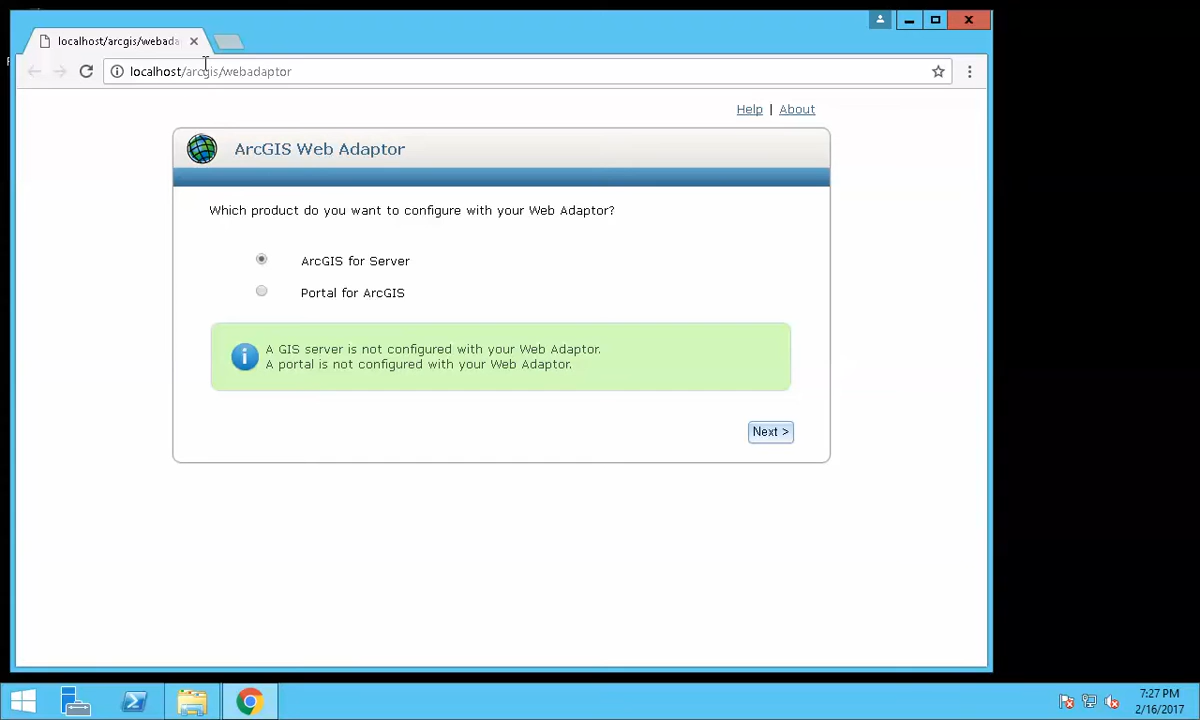 localhost/arcgis/webada
localhost/arcgis/webadaptor
Help | About
ArcGIS Web Adaptor
Which product do you want to configure with your Web Adaptor?
ArcGIS for Server
Portal for ArcGIS
A GIS server is not configured with your Web Adaptor.
A portal is not configured with your Web Adaptor.
Next >
7:27 PM
2/16/2017